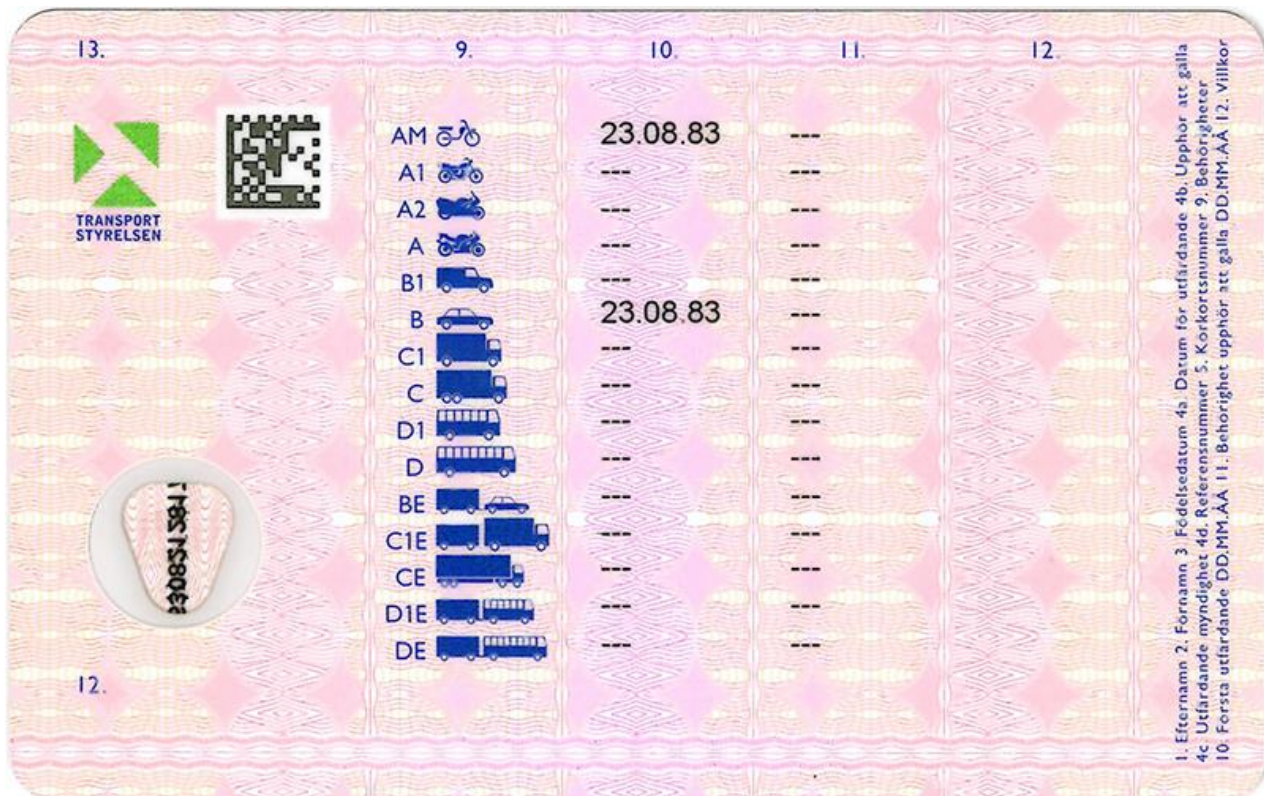 13. 9. 10. 11. 12.
TRANSPORT
STYRELSEN
AM 23.08.83 ---
A1 --- ---
A2 --- ---
A --- ---
B1 --- ---
B 23.08.83 ---
C1 --- ---
C --- ---
D1 --- ---
D --- ---
BE --- ---
C1E --- ---
CE --- ---
D1E --- ---
DE --- ---
12.
1. Efternamn 2. Fornamn 3 Födelsedatum 4a Datum för utfärdande 4b. Upphör att gälla
4c Utfärdande myndighet 4d. Referensnummer 5. Korkortsnummer 9. Behörigheter
10. Forsta utfärdande DD.MM.ÅÅ 11. Behörighet upphör att gälla DD.MM.ÅÅ 12. Villkor